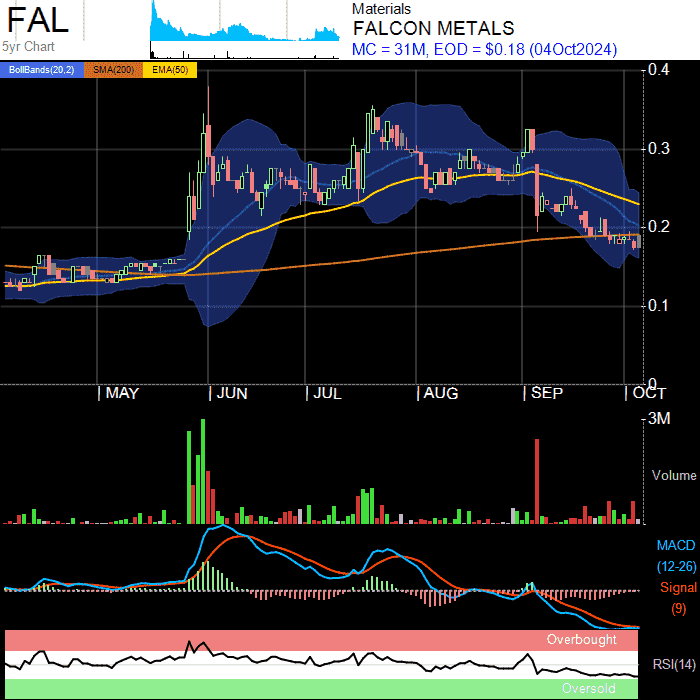 FAL
5yr Chart
Materials
FALCON METALS
MC = 31M, EOD = $0.18 (04Oct2024)
BollBands(20,2) SMA(200) EMA(50)
0.4
0.3
0.2
0.1
0
MAY JUN JUL AUG SEP OCT
3M
Volume
MACD
(12-26)
Signal
(9)
Overbought
RSI(14)
Oversold